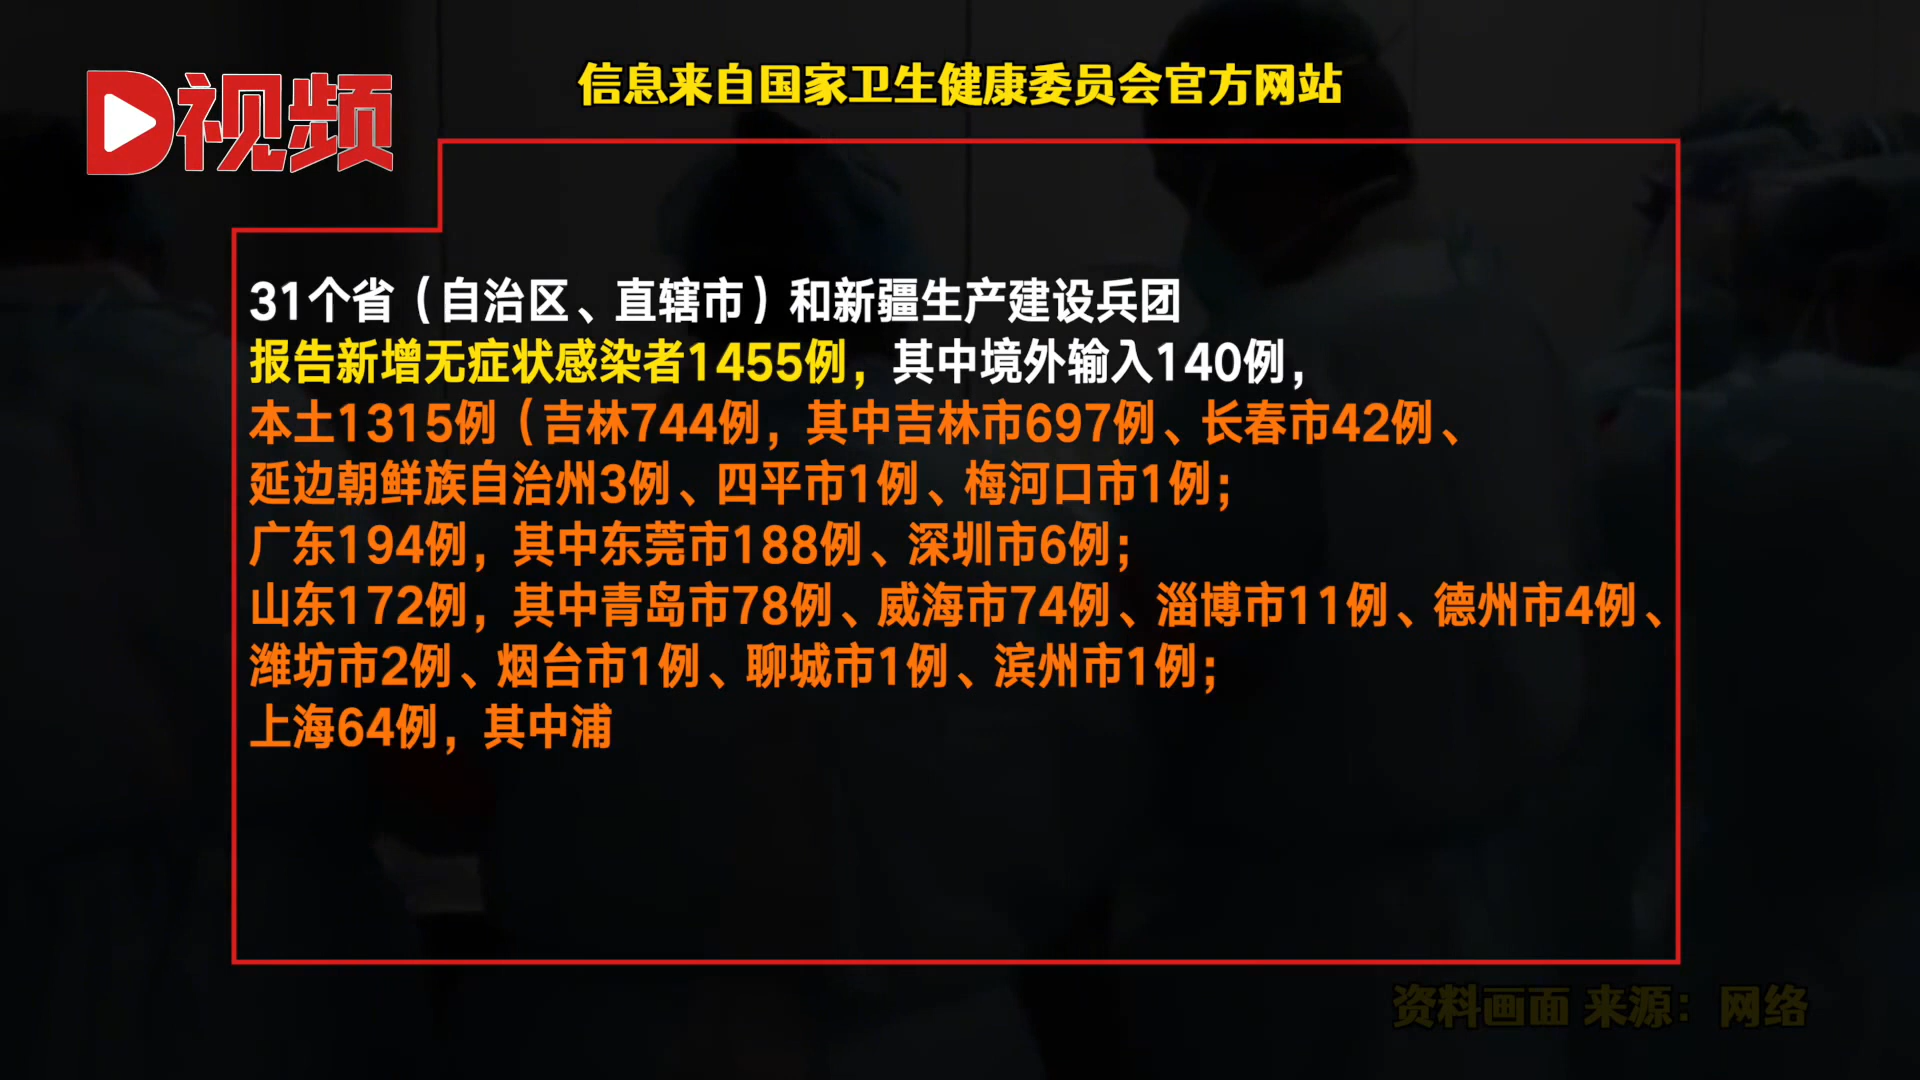 视频
信息来自国家卫生健康委员会官方网站
31个省（自治区、直辖市）和新疆生产建设兵团
报告新增无症状感染者1455例，其中境外输入140例，
本土1315例（吉林744例，其中吉林市697例、长春市42例、
延边朝鲜族自治州3例、四平市1例、梅河口市1例；
广东194例，其中东莞市188例、深圳市6例；
山东172例，其中青岛市78例、威海市74例、淄博市11例、德州市4例、
潍坊市2例、烟台市1例、聊城市1例、滨州市1例；
上海64例，其中浦
资料画面 来源：网络